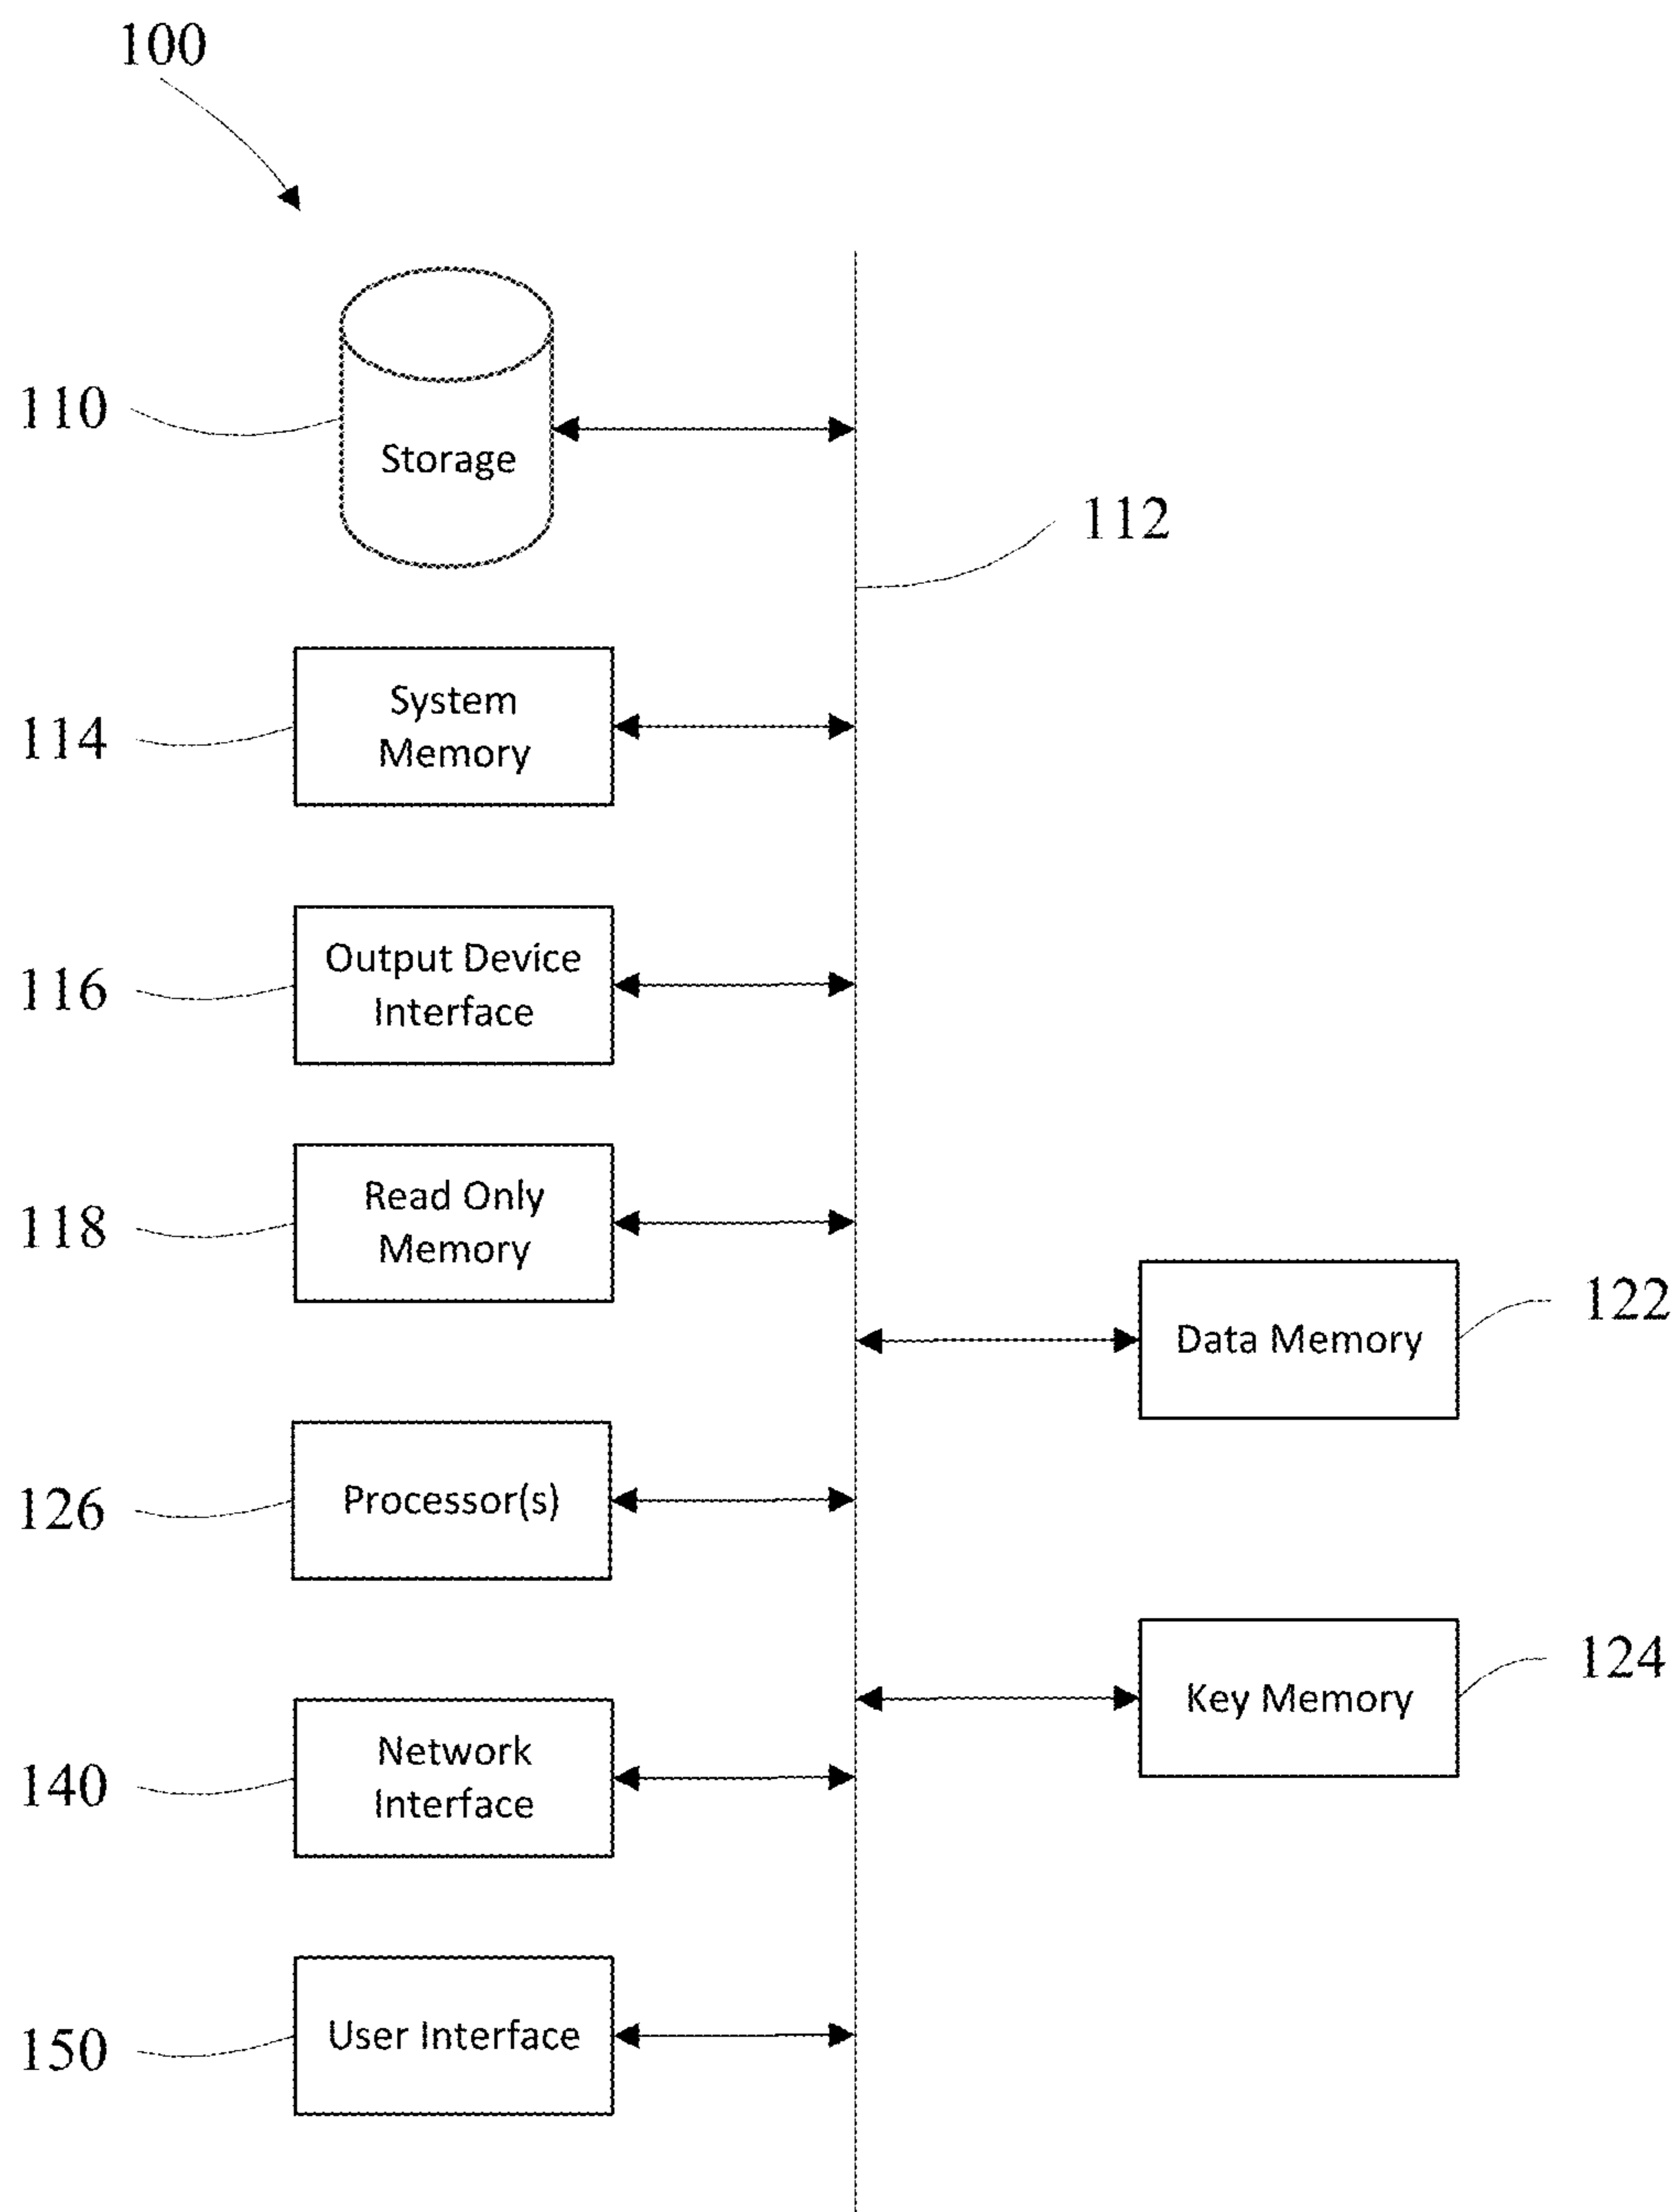 100
110
Storage
112
114
System
Memory
116
Output Device
Interface
118
Read Only
Memory
122
Data Memory
126
Processor(s)
124
Key Memory
140
Network
Interface
150
User Interface